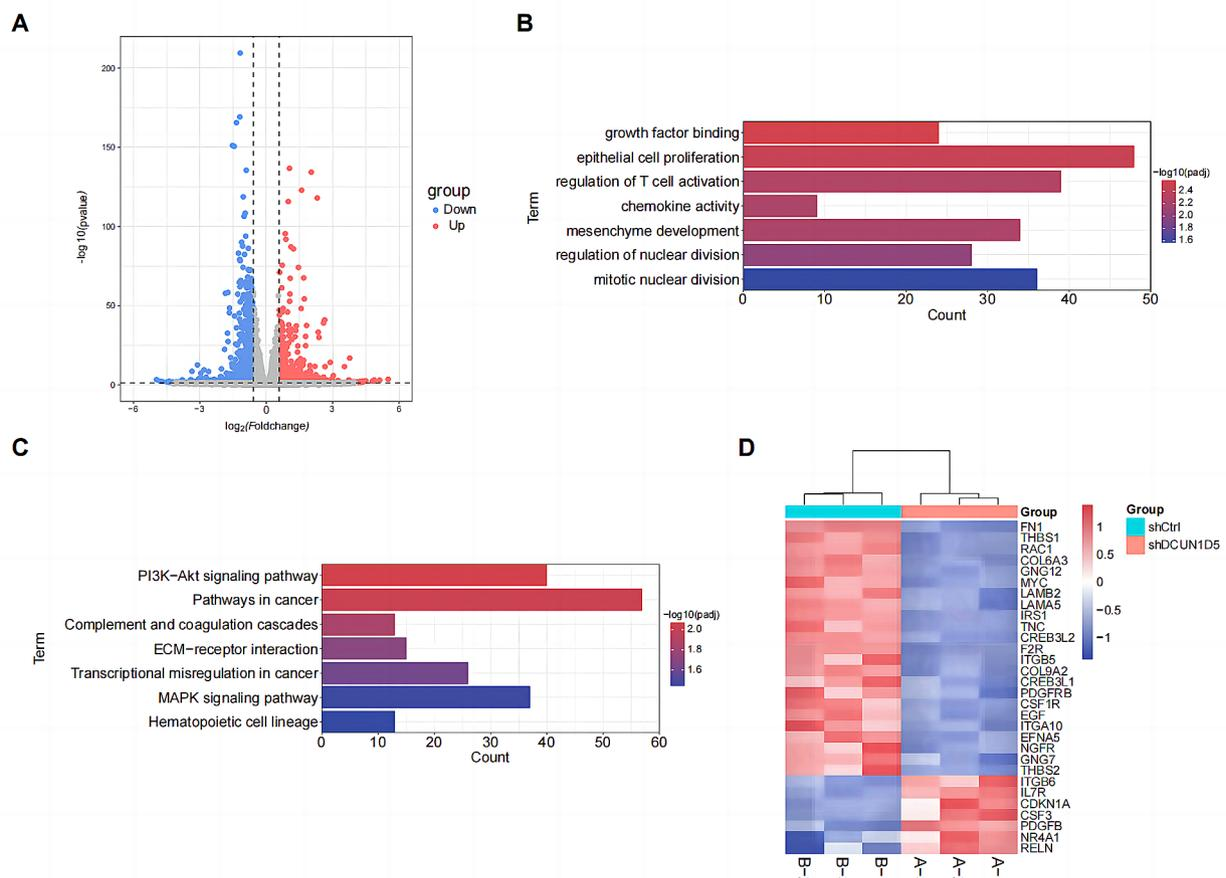 A
B
200
150
100
50
0
-log 10(pvalue)
−6
−3
0
3
6
log2(Foldchange)
group
Down
Up
Term
growth factor binding
epithelial cell proliferation
regulation of T cell activation
chemokine activity
mesenchyme development
regulation of nuclear division
mitotic nuclear division
0
10
20
30
40
50
Count
−log10(padj)
2.4
2.2
2.0
1.8
1.6
C
D
Term
PI3K−Akt signaling pathway
Pathways in cancer
Complement and coagulation cascades
ECM−receptor interaction
Transcriptional misregulation in cancer
MAPK signaling pathway
Hematopoietic cell lineage
0
10
20
30
40
50
60
Count
−log10(padj)
2.0
1.8
1.6
Group
FN1
THBS1
RAC1
COL6A3
GNG12
MYC
LAMB2
LAMA5
IRS1
TNC
CREB3L2
F2R
ITGB5
COL9A2
CREB3L1
PDGFRB
CSF1R
EGF
ITGA10
EFNA5
NGFR
GNG7
THBS2
ITGB6
IL7R
CDKN1A
CSF3
PDGFB
NR4A1
RELN
B-
B-
B-
A-
A-
A-
1
0.5
0
−0.5
−1
Group
shCtrl
shDCUN1D5